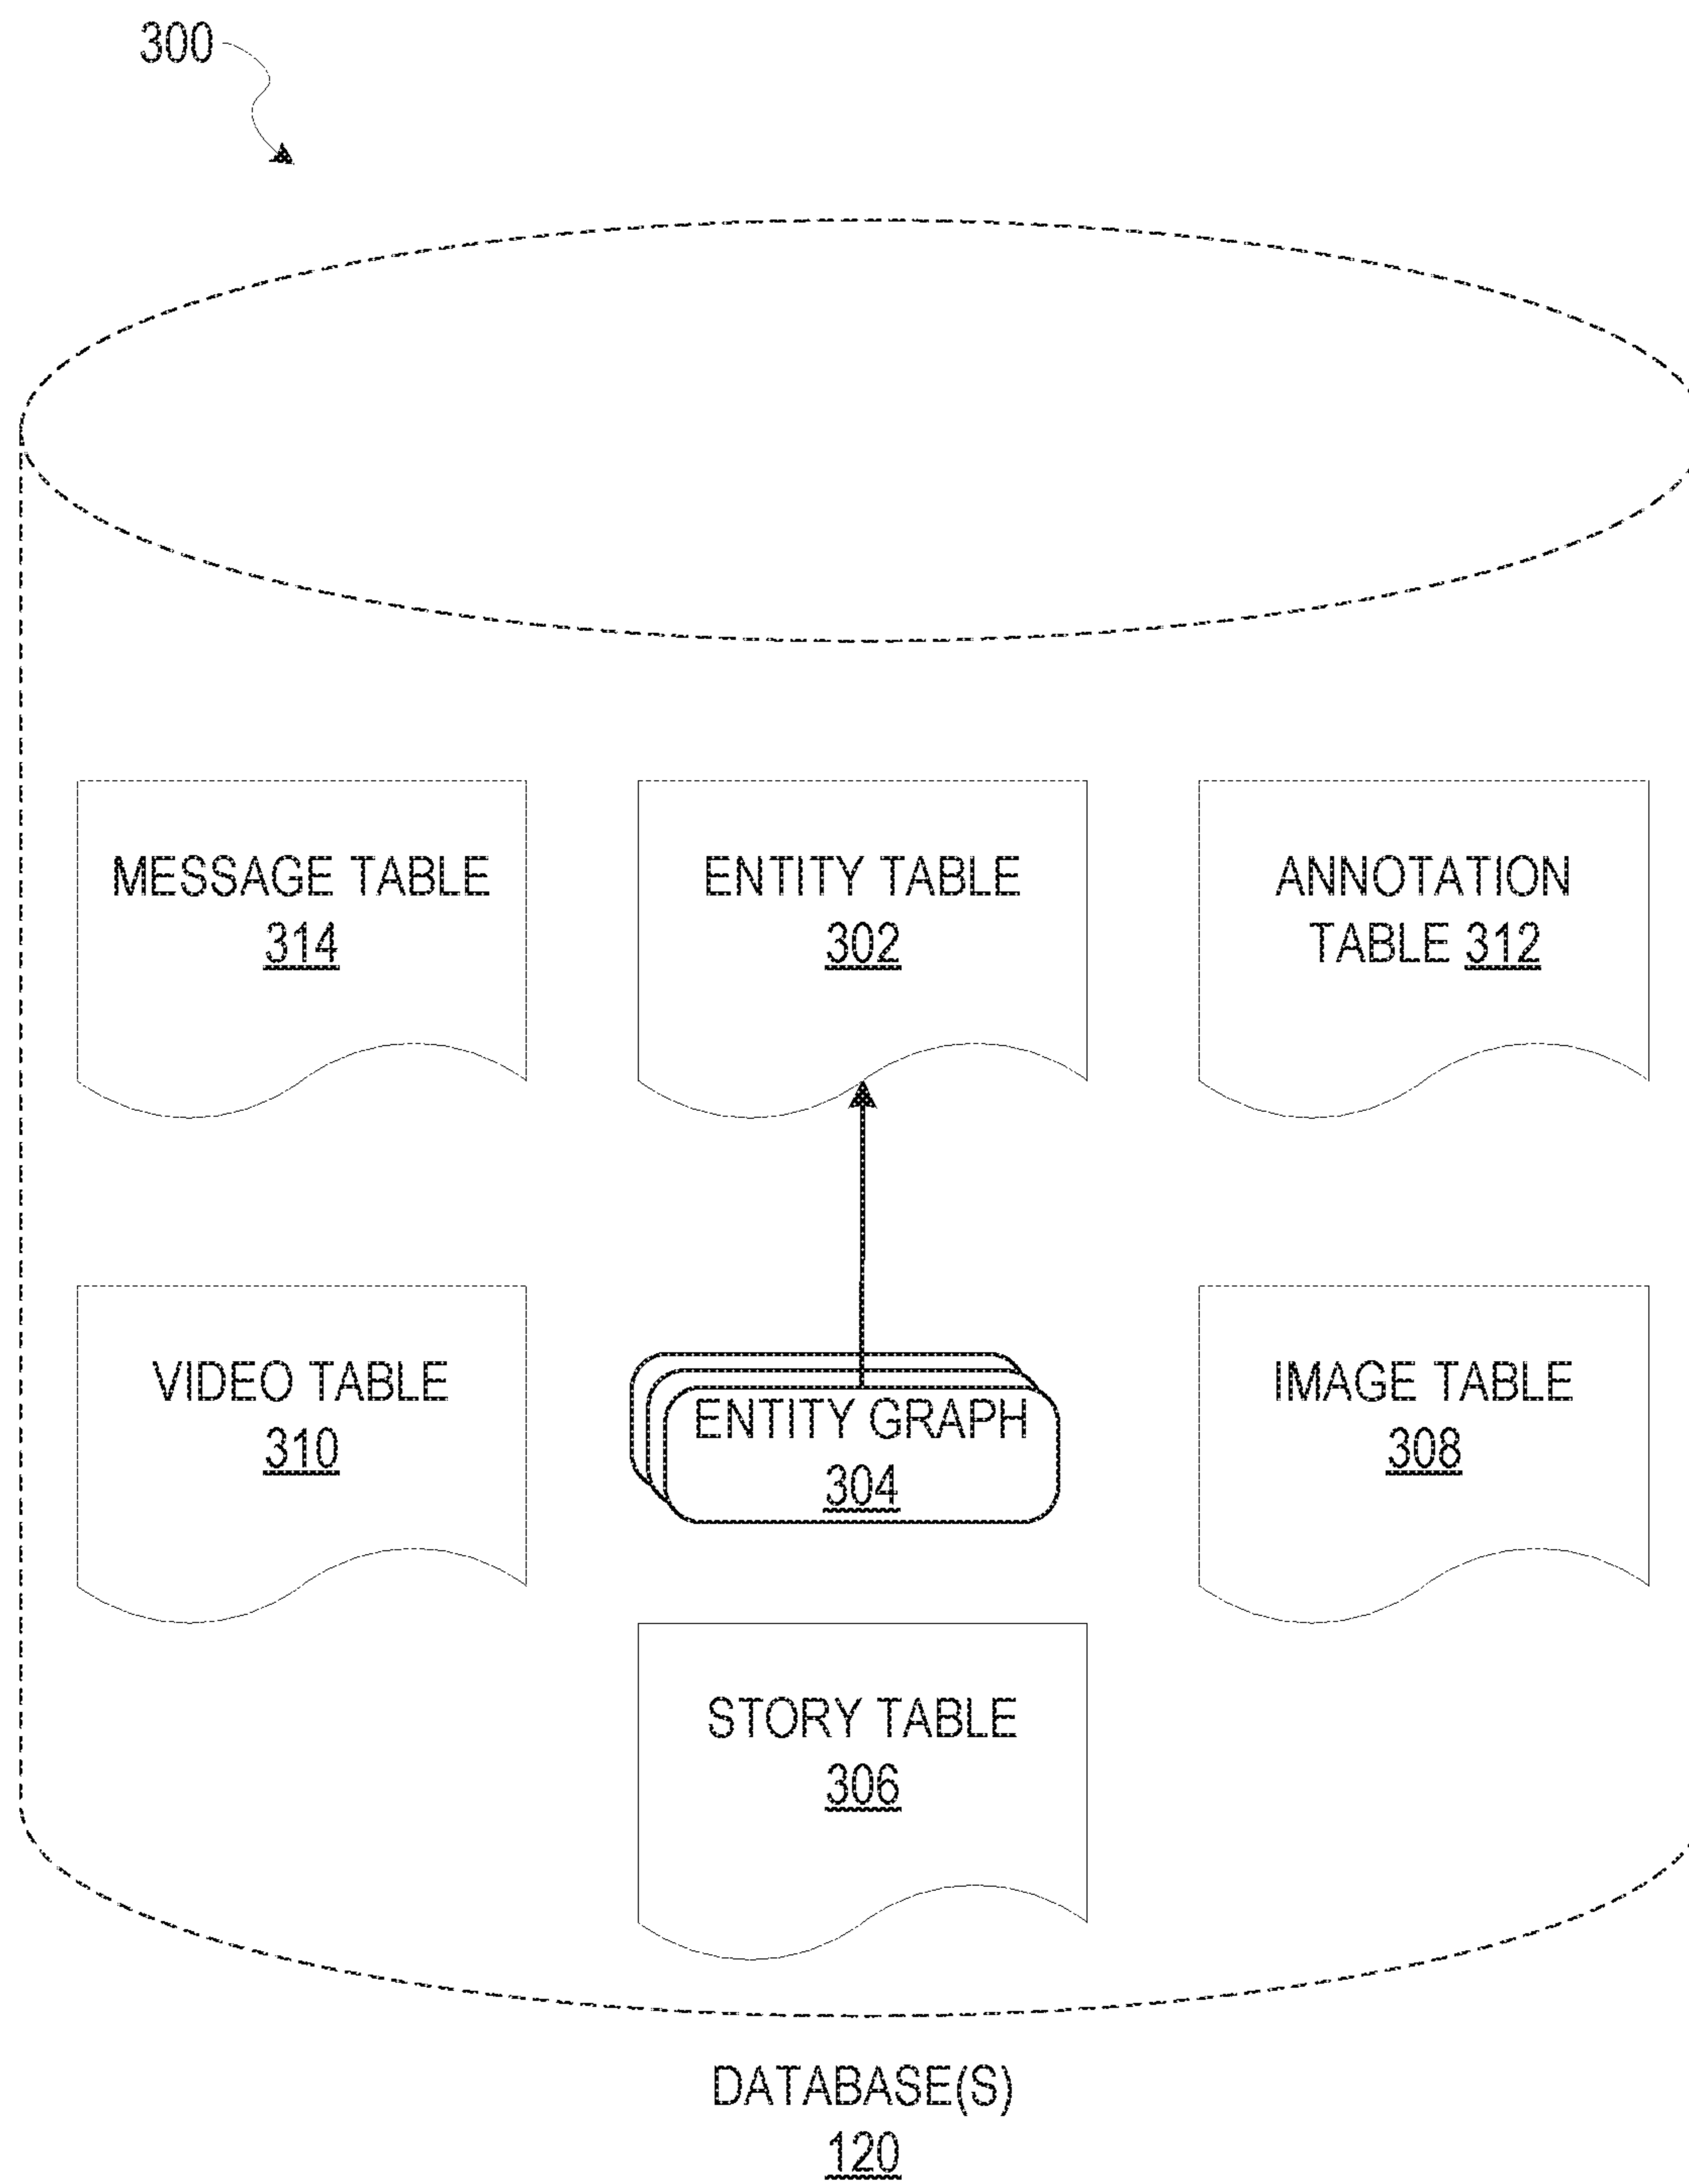 300
MESSAGE TABLE
314
ENTITY TABLE
302
ANNOTATION
TABLE 312
VIDEO TABLE
310
ENTITY GRAPH
304
IMAGE TABLE
308
STORY TABLE
306
DATABASE(S)
120